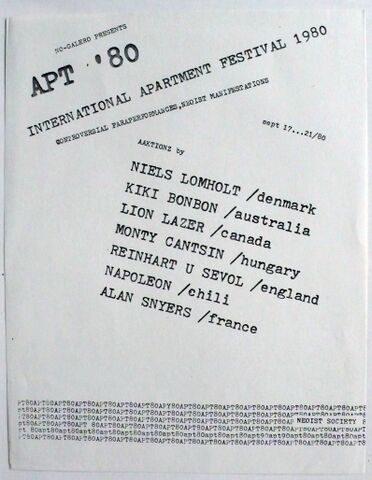 NO-GALERO PRESENTS
APT '80
INTERNATIONAL APARTMENT FESTIVAL 1980
CONTROVERSIAL PARAPERFORMANCES, NEOIST MANIFESTATIONS
sept 17...21/80
AAKTIONZ by
NIELS LOMHOLT /denmark
KIKI BONBON /australia
LION LAZER /canada
MONTY CANTSIN /hungary
REINHART U SEVOL /england
NAPOLEON /chili
ALAN SNYERS /france
NEOIST SOCIETY